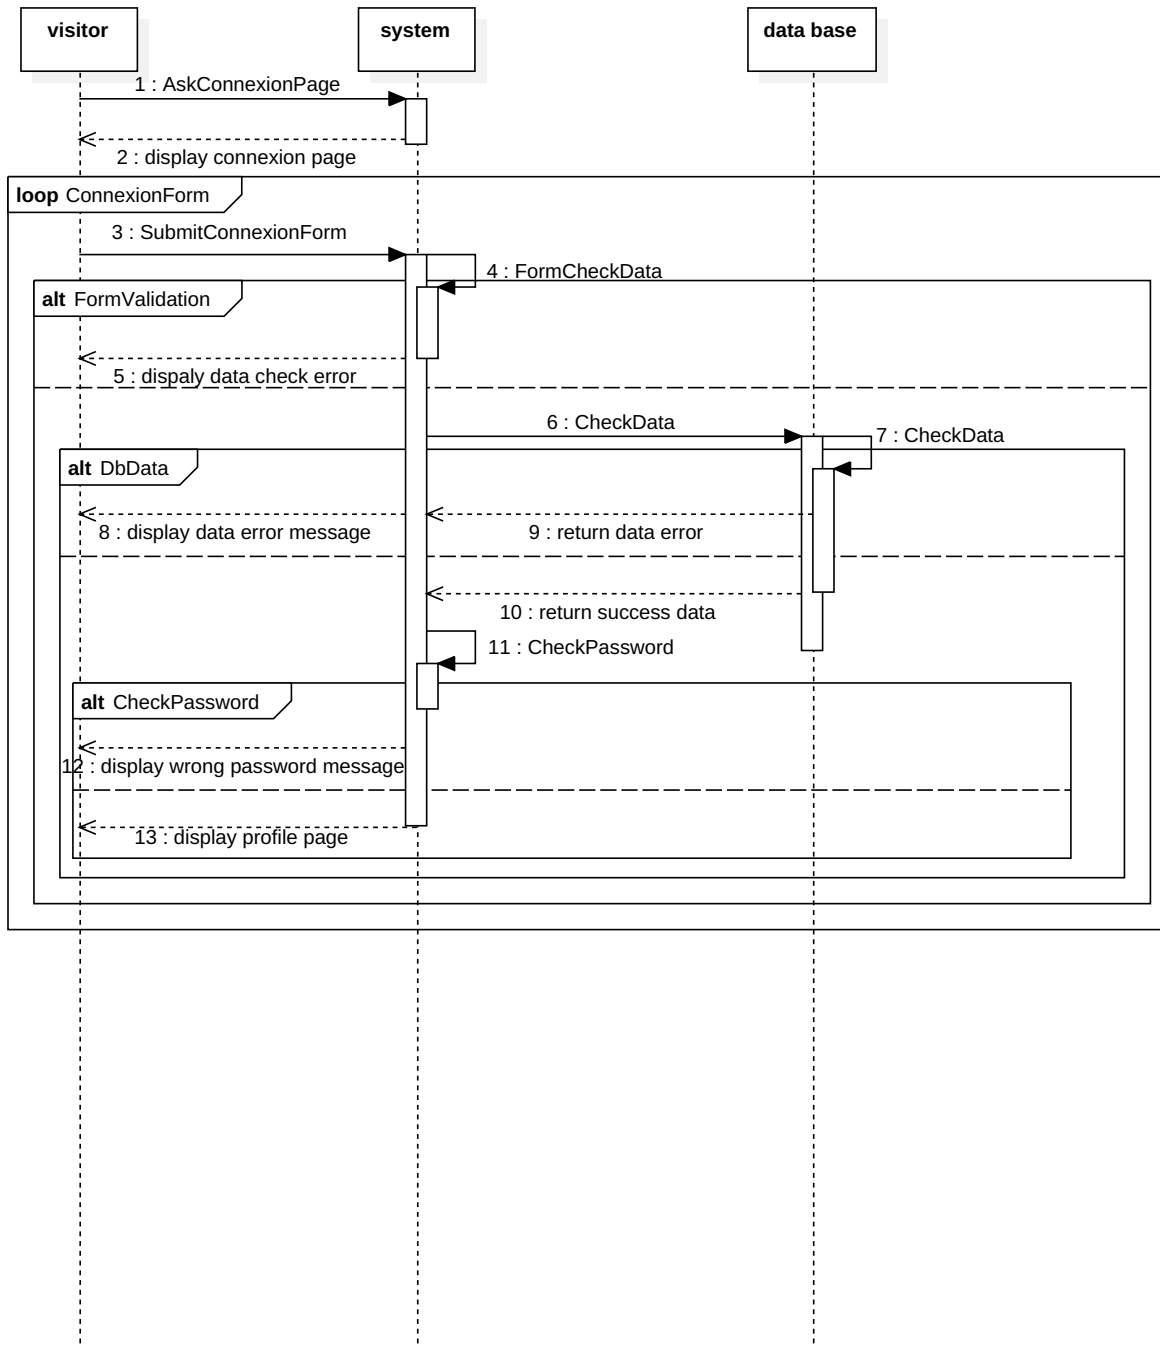 visitor
system
data base
1 : AskConnexionPage
2 : display connexion page
loop ConnexionForm
3 : SubmitConnexionForm
4 : FormCheckData
alt FormValidation
5 : dispaly data check error
6 : CheckData
7 : CheckData
alt DbData
8 : display data error message
9 : return data error
10 : return success data
11 : CheckPassword
alt CheckPassword
12 : display wrong password message
13 : display profile page